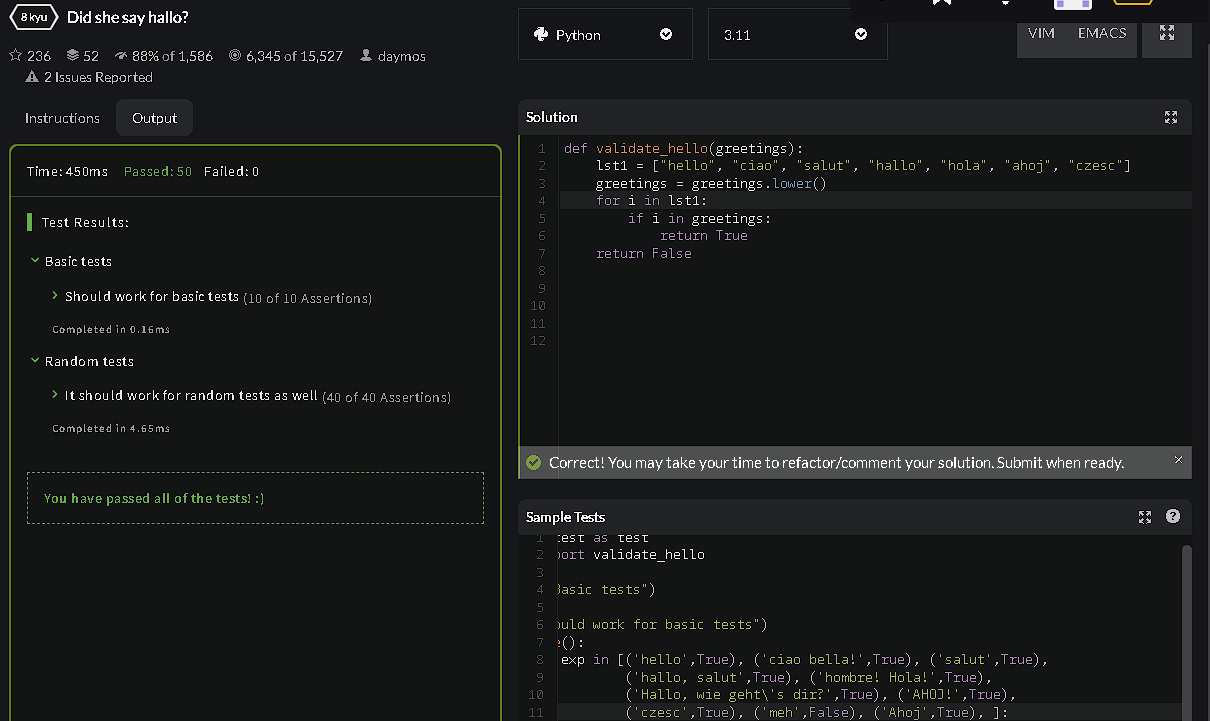 8 kyu Did she say hallo?
236 52 88% of 1,586 6,345 of 15,527 daymos
2 Issues Reported
Instructions Output
Time: 450ms Passed: 50 Failed: 0
Test Results:
Basic tests
Should work for basic tests (10 of 10 Assertions)
Completed in 0.16ms
Random tests
It should work for random tests as well (40 of 40 Assertions)
Completed in 4.65ms
You have passed all of the tests! :)
Python 3.11 VIM EMACS
Solution
1 def validate_hello(greetings):
2 lst1 = ["hello", "ciao", "salut", "hallo", "hola", "ahoj", "czesc"]
3 greetings = greetings.lower()
4 for i in lst1:
5 if i in greetings:
6 return True
7 return False
8
9
10
11
12
Correct! You may take your time to refactor/comment your solution. Submit when ready.
Sample Tests
1 test as test
2 port validate_hello
3
4 Basic tests")
5
6 ould work for basic tests")
7 e():
8 exp in [('hello',True), ('ciao bella!',True), ('salut',True),
9 ('hallo, salut',True), ('hombre! Hola!',True),
10 ('Hallo, wie geht\'s dir?',True), ('AHOJ!',True),
11 ('czesc',True), ('meh',False), ('Ahoj',True), ]: